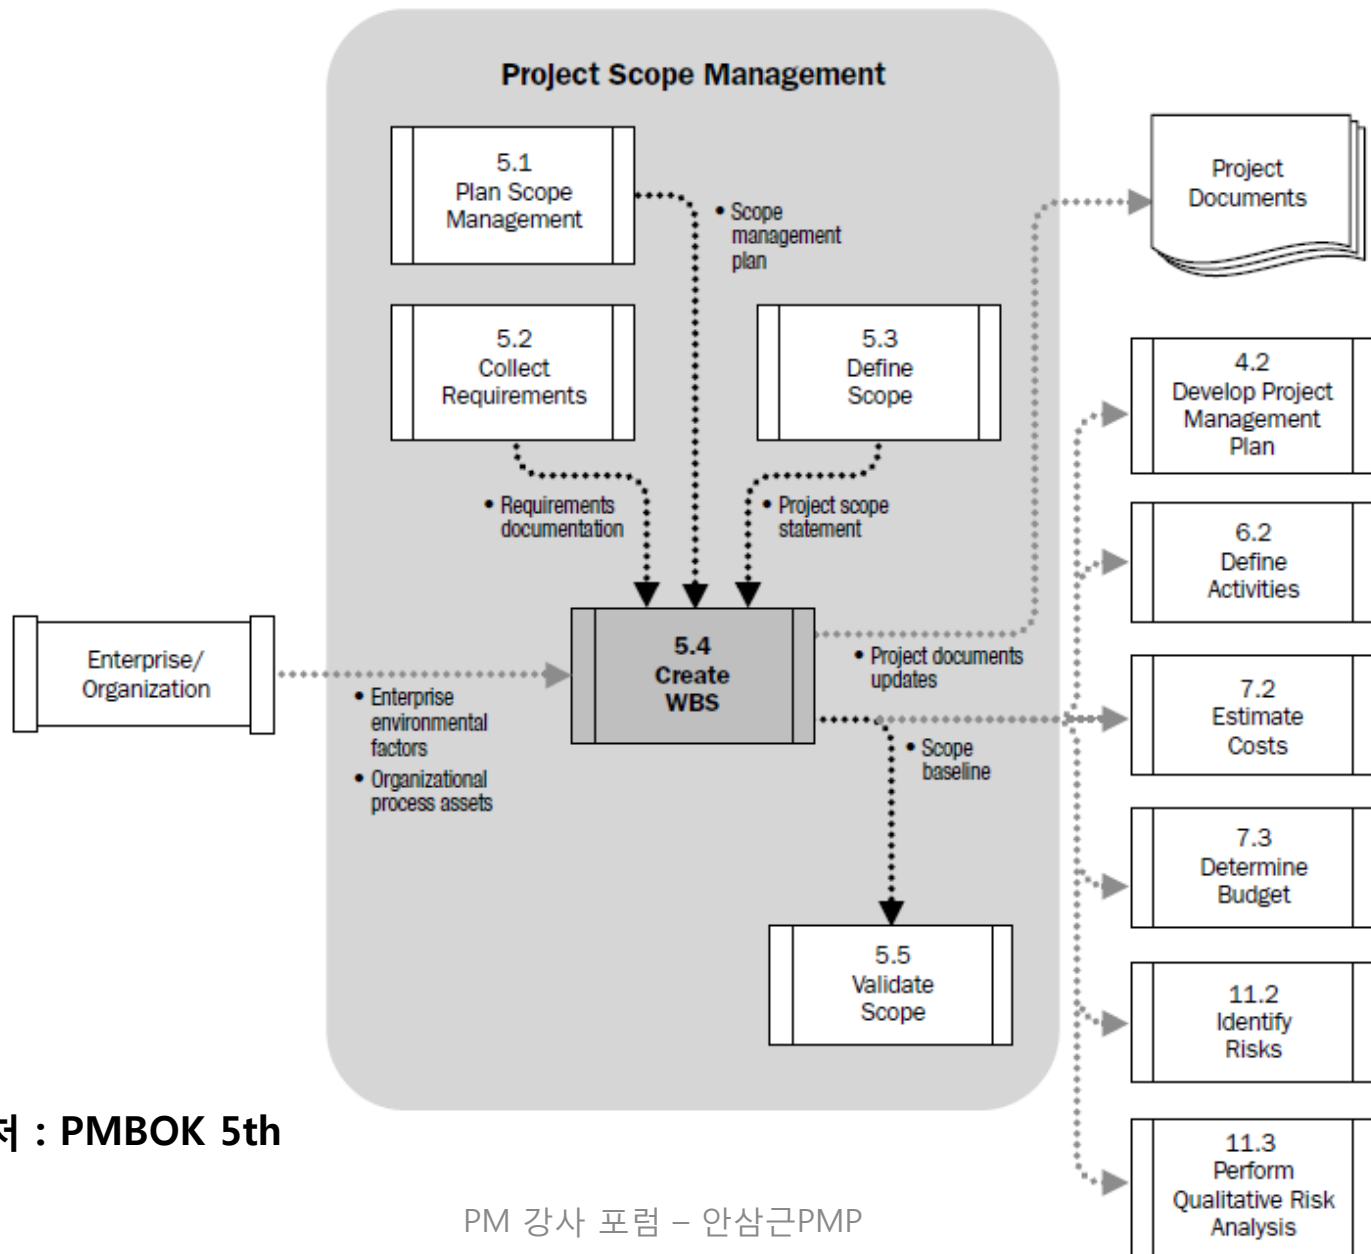 Project Scope Management
5.1
Plan Scope
Management
• Scope
management
plan
Project
Documents
5.2
Collect
Requirements
5.3
Define
Scope
4.2
Develop Project
Management
Plan
• Requirements
documentation
• Project scope
statement
6.2
Define
Activities
Enterprise/
Organization
5.4
Create
WBS
• Project documents
updates
• Enterprise
environmental
factors
• Organizational
process assets
7.2
Estimate
Costs
• Scope
baseline
7.3
Determine
Budget
5.5
Validate
Scope
11.2
Identify
Risks
: PMBOK 5th
11.3
Perform
Qualitative Risk
Analysis
PM 강사 포럼 – 안삼근PMP